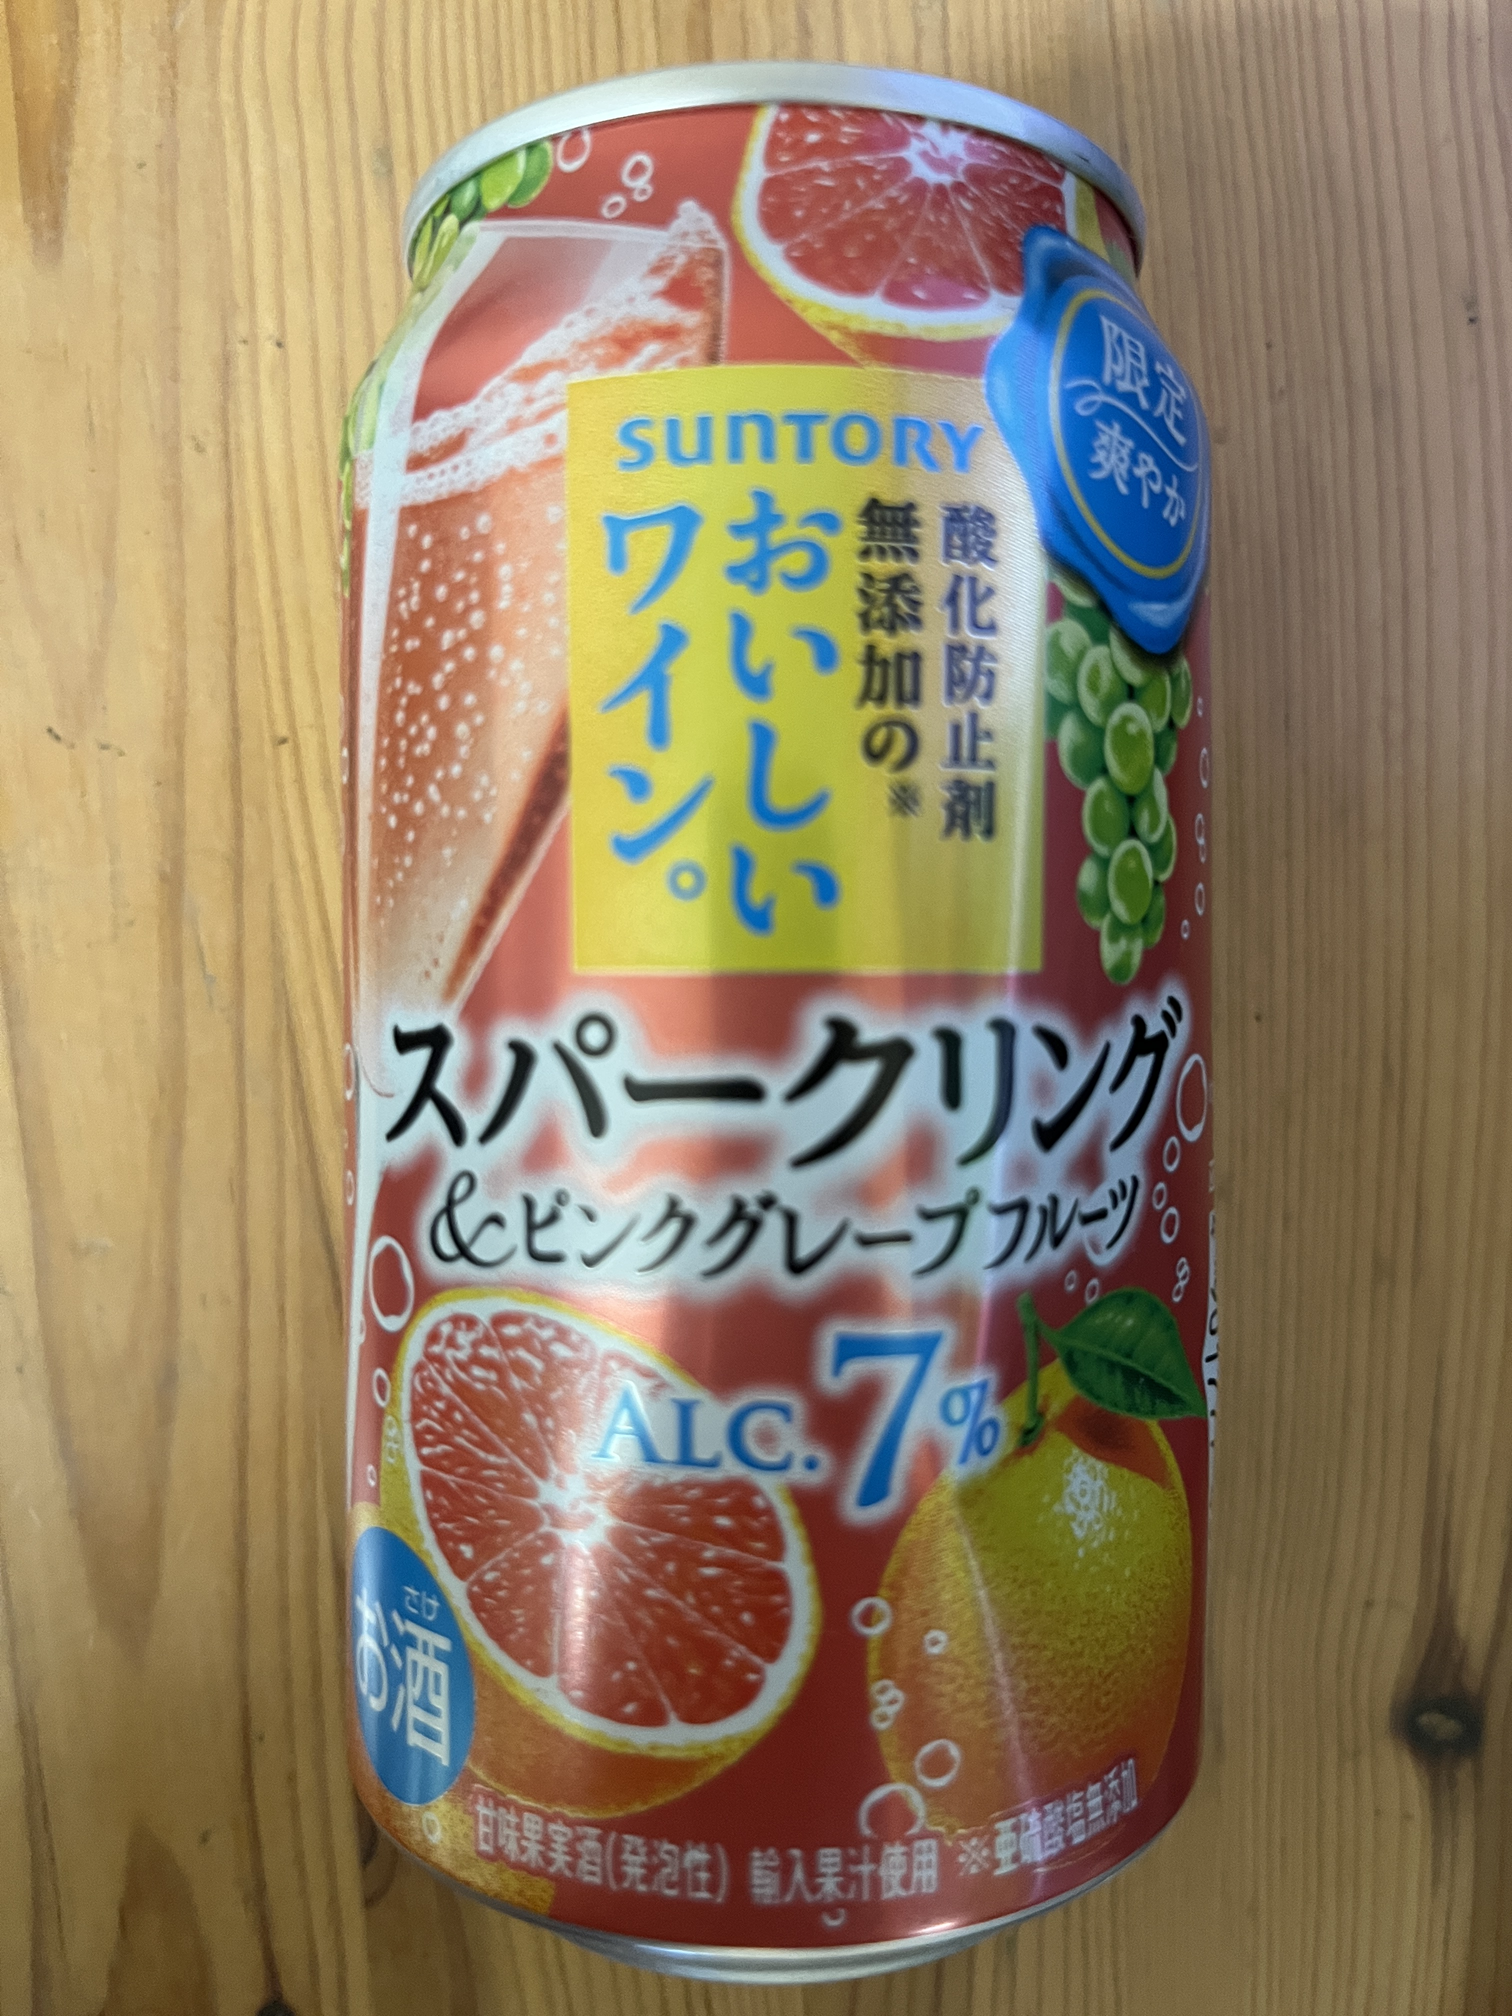 限定
爽やか
SUNTORY
酸化防止剤
無添加の※
おいしい
ワイン。
スパークリング
&ピンクグレープフルーツ
ALC.7%
さけ
お酒
甘味果実酒(発泡性) 輸入果汁使用 ※亜硫酸塩無添加